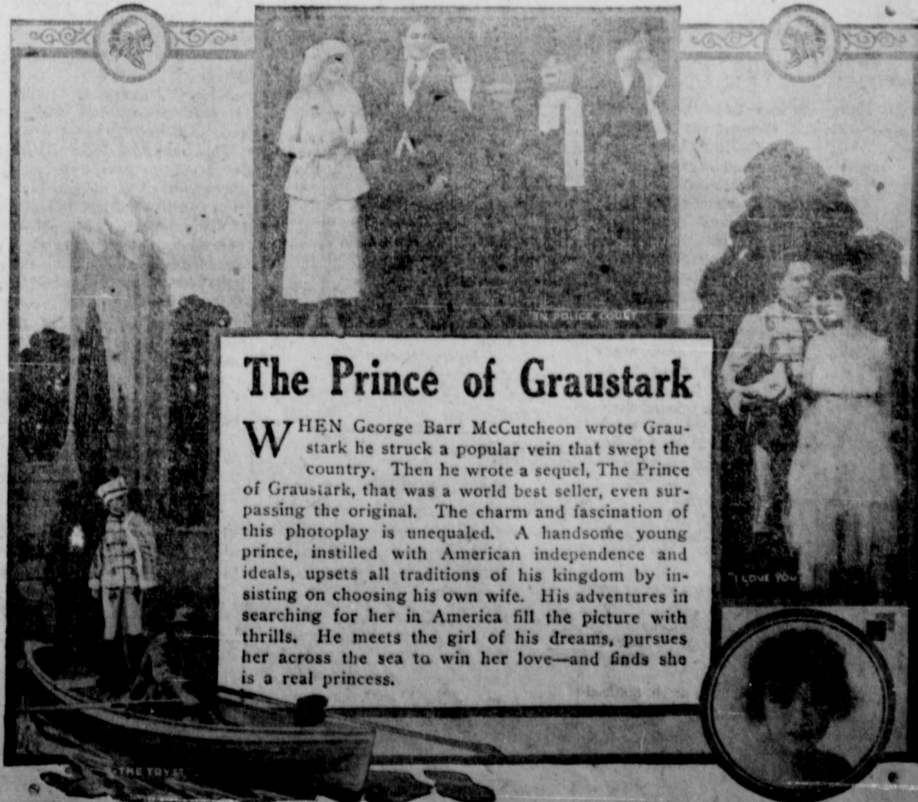 IN POLICE COURT
The Prince of Graustark
WHEN George Barr McCutcheon wrote Grau-
stark he struck a popular vein that swept the
country. Then he wrote a sequel, The Prince
of Graustark, that was a world best seller, even sur-
passing the original. The charm and fascination of
this photoplay is unequaled. A handsome young
prince, instilled with American independence and
ideals, upsets all traditions of his kingdom by in-
sisting on choosing his own wife. His adventures in
searching for her in America fill the picture with
thrills. He meets the girl of his dreams, pursues
her across the sea to win her love—and finds she
is a real princess.
"I LOVE YOU"
THE TRYST